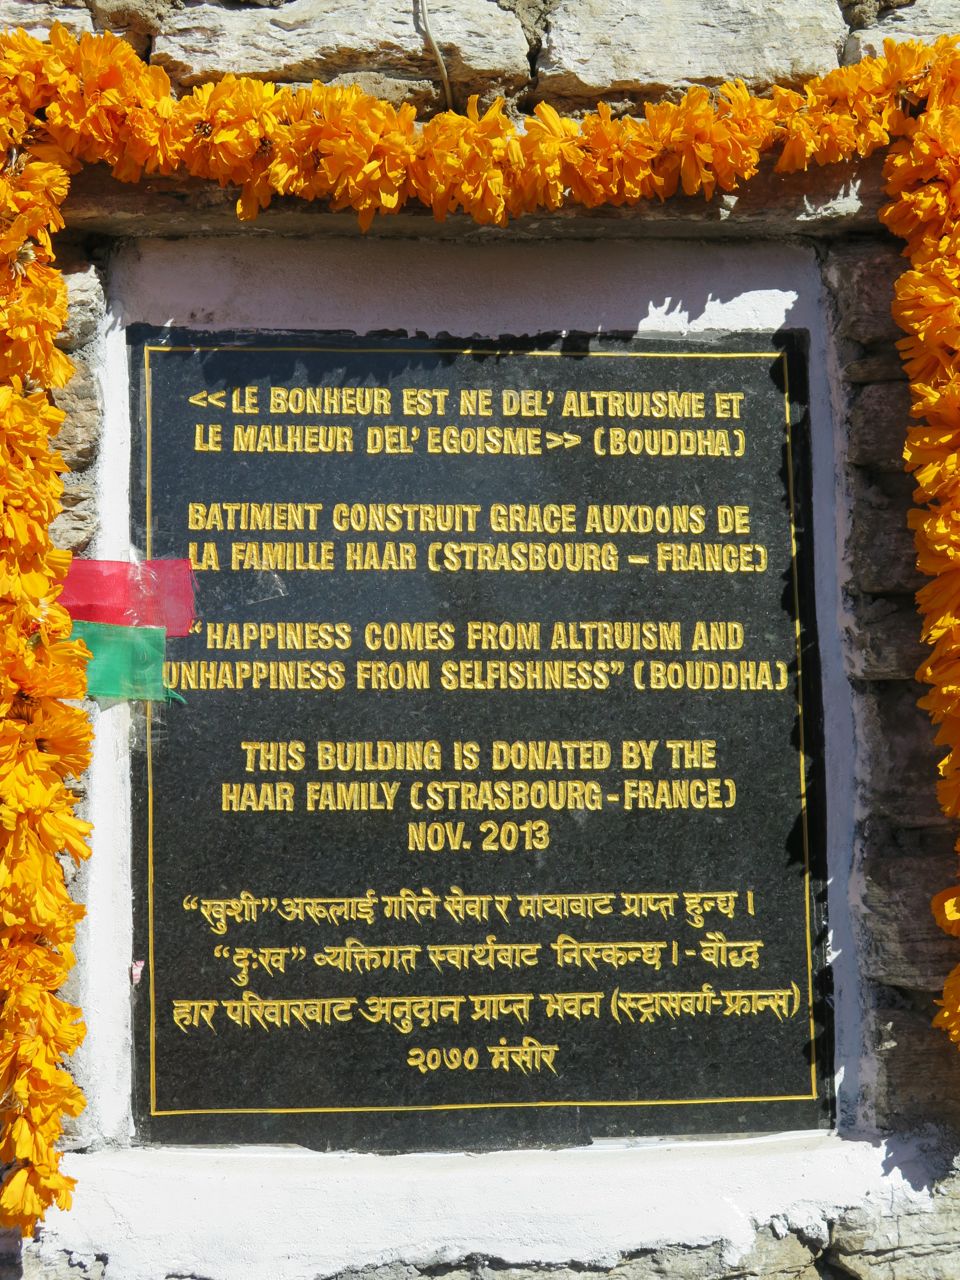 <<LE BONHEUR EST NE DEL' ALTRUISME ET
LE MALHEUR DEL' EGOISME>> (BOUDDHA)
BATIMENT CONSTRUIT GRACE AUXDONS DE
LA FAMILLE HAAR (STRASBOURG – FRANCE)
“HAPPINESS COMES FROM ALTRUISM AND
UNHAPPINESS FROM SELFISHNESS” (BOUDDHA)
THIS BUILDING IS DONATED BY THE
HAAR FAMILY (STRASBOURG-FRANCE)
NOV. 2013
“खुशी”अरूलाई गरिने सेवा र मायाबाट प्राप्त हुन्छ ।
“दुःख” व्यक्तिगत स्वार्थबाट निस्कन्छ ।- बौद्ध
हार परिवारबाट अनुदान प्राप्त भवन (स्ट्रासबर्ग-फ्रान्स)
२०७० मंसीर